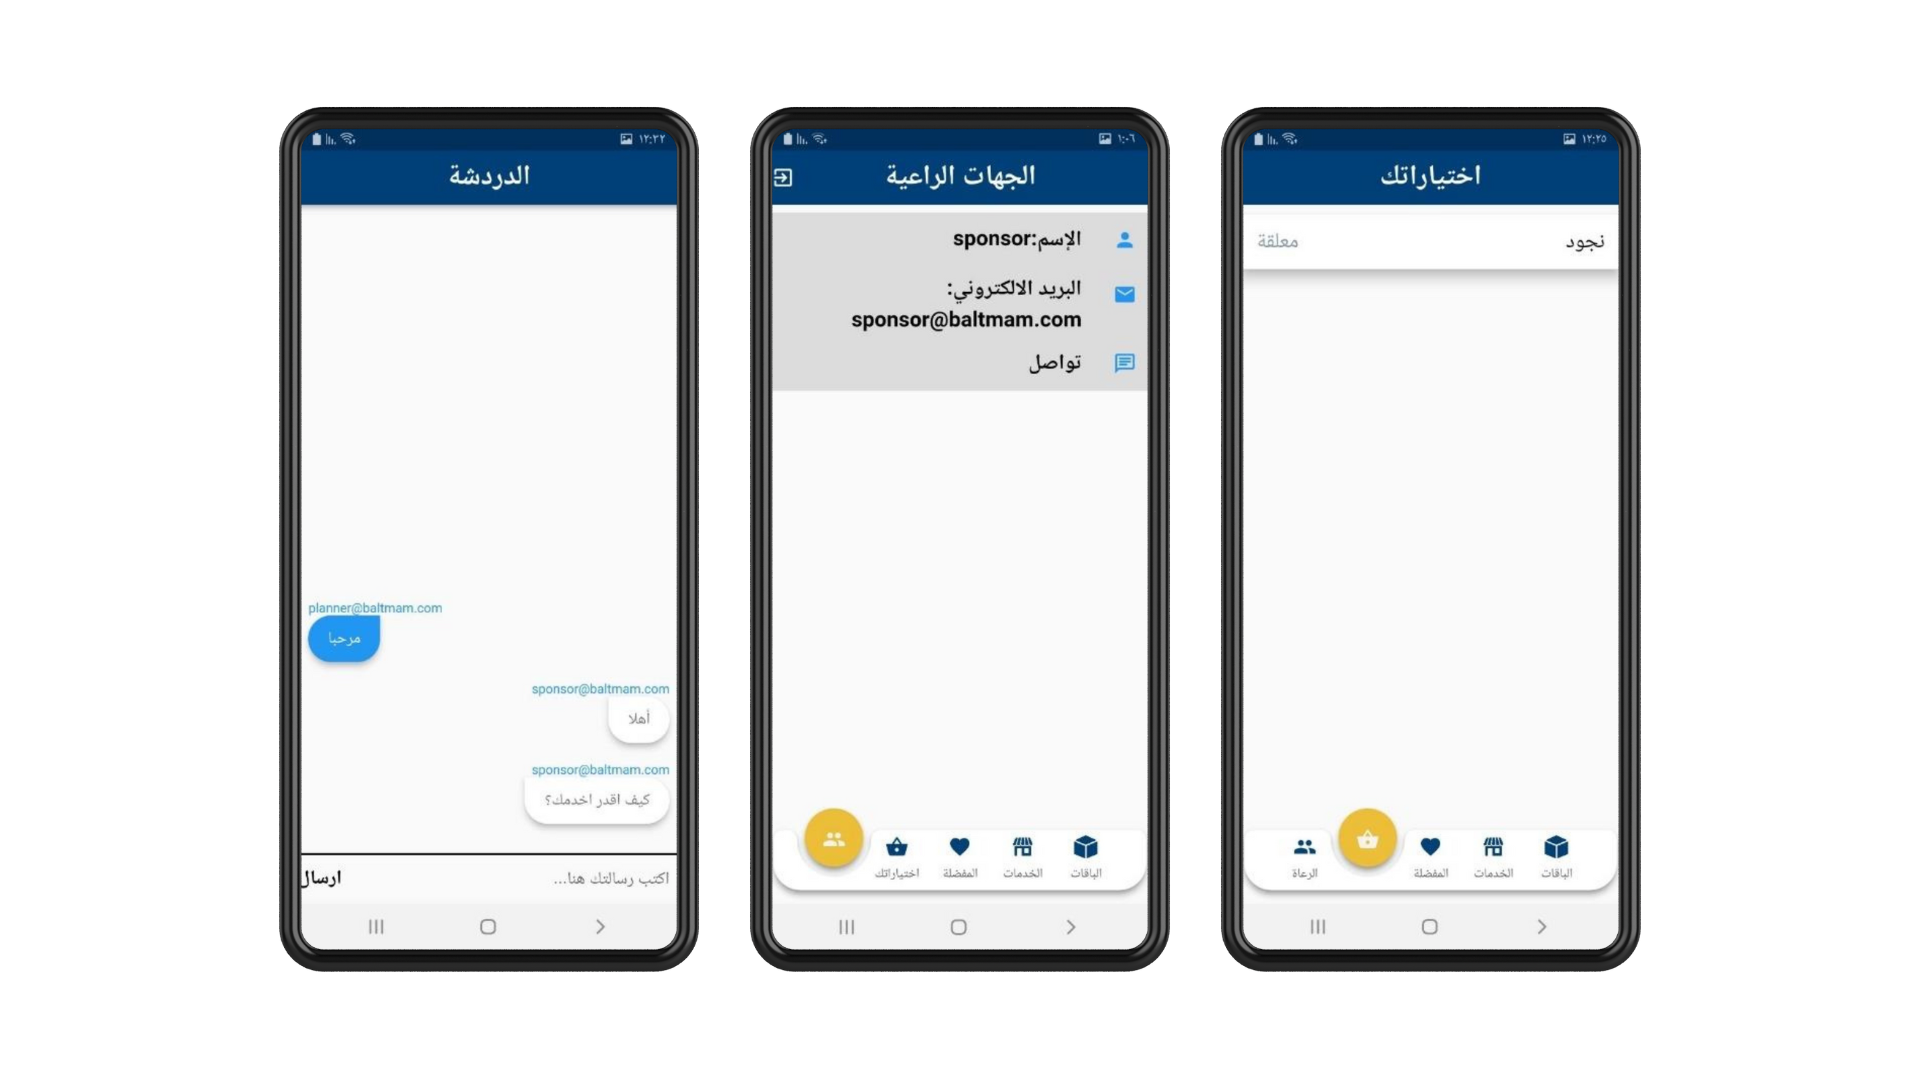 ١٢:٣٢
الدردشة
planner@baltmam.com
مرحبا
sponsor@baltmam.com
أهلا
sponsor@baltmam.com
كيف اقدر اخدمك؟
اكتب رسالتك هنا...
ارسال
١:٠٦
الجهات الراعية
الإسم:sponsor
البريد الالكتروني:
sponsor@baltmam.com
تواصل
الباقات
الخدمات
المفضلة
اختياراتك
١٢:٢٥
اختياراتك
نجود
معلقة
الباقات
الخدمات
المفضلة
الرعاة